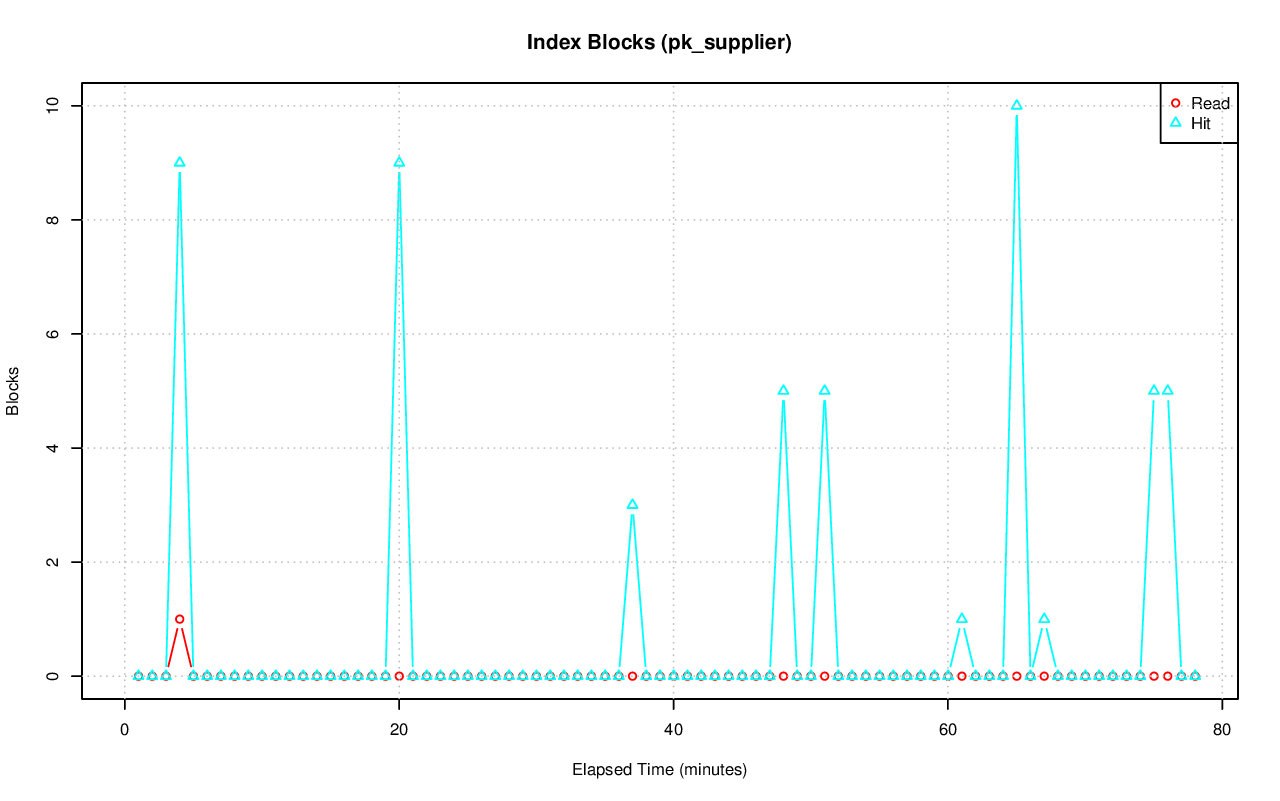 Index Blocks (pk_supplier)
Read
Hit
10
8
6
4
2
0
Blocks
0 20 40 60 80
Elapsed Time (minutes)